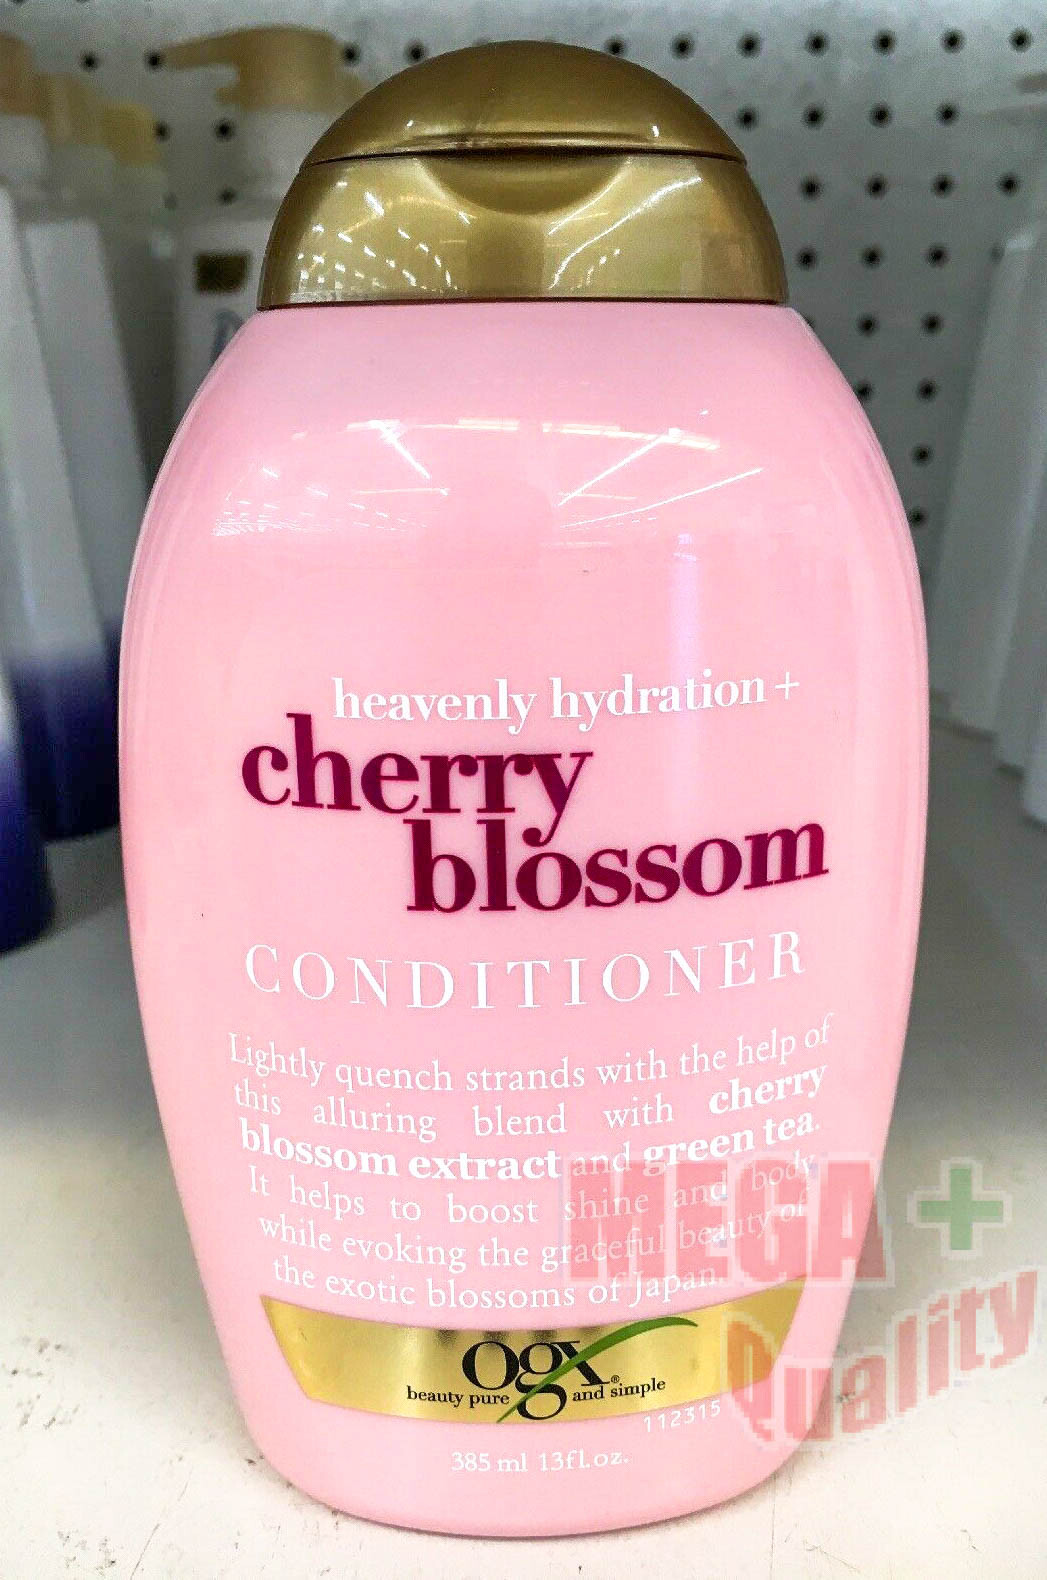 heavenly hydration +
cherry
blossom
CONDITIONER
Lightly quench strands with the help of
this alluring blend with cherry
blossom extract and green tea.
It helps to boost shine and body
while evoking the graceful beauty of
the exotic blossoms of Japan.
MEGA+
Quality
ogx®
beauty pure and simple
112315
385 ml 13fl.oz.